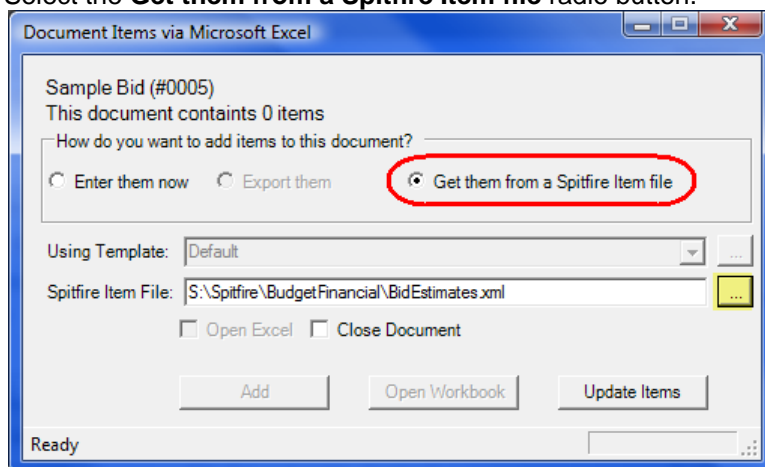 Select the Get them from a Spitfire Item file radio button.
Document Items via Microsoft Excel
Sample Bid (#0005)
This document containts 0 items
How do you want to add items to this document?
Enter them now Export them Get them from a Spitfire Item file
Using Template: Default ...
Spitfire Item File: S:\Spitfire\BudgetFinancial\BidEstimates.xml ...
Open Excel Close Document
Add Open Workbook Update Items
Ready